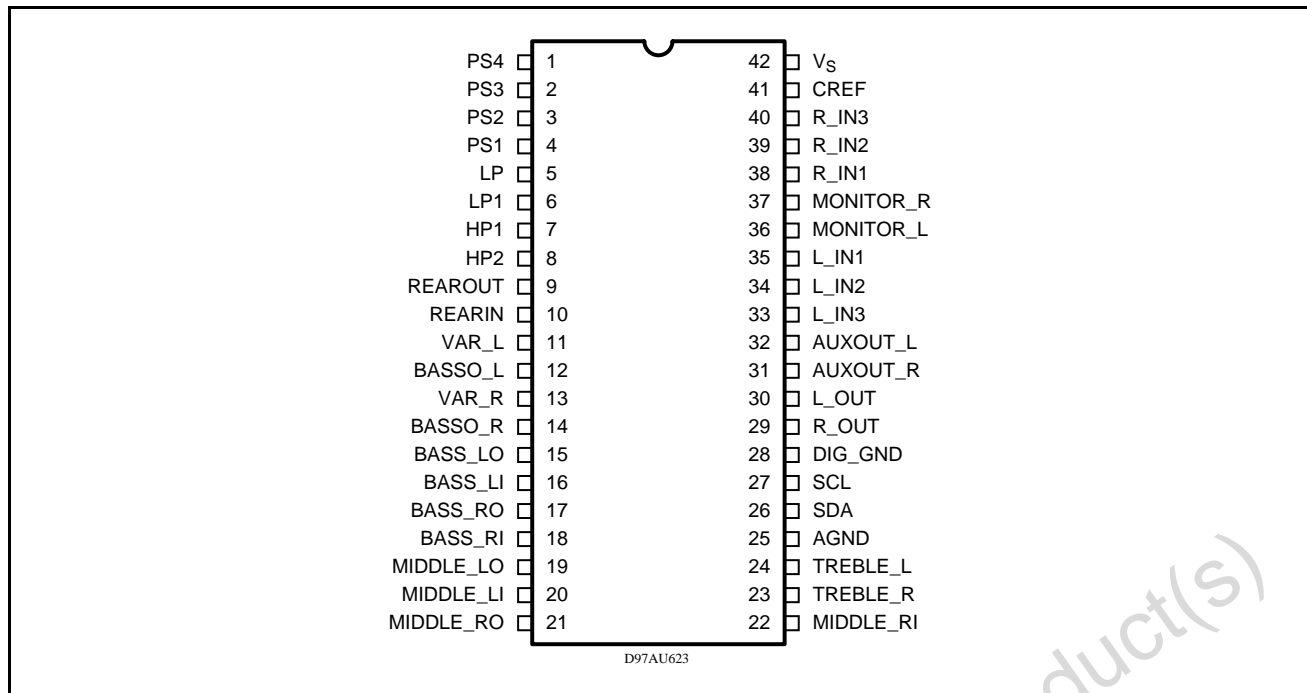 PS4 1 42 VS
PS3 2 41 CREF
PS2 3 40 R_IN3
PS1 4 39 R_IN2
LP 5 38 R_IN1
LP1 6 37 MONITOR_R
HP1 7 36 MONITOR_L
HP2 8 35 L_IN1
REAROUT 9 34 L_IN2
REARIN 10 33 L_IN3
VAR_L 11 32 AUXOUT_L
BASSO_L 12 31 AUXOUT_R
VAR_R 13 30 L_OUT
BASSO_R 14 29 R_OUT
BASS_LO 15 28 DIG_GND
BASS_LI 16 27 SCL
BASS_RO 17 26 SDA
BASS_RI 18 25 AGND
MIDDLE_LO 19 24 TREBLE_L
MIDDLE_LI 20 23 TREBLE_R
MIDDLE_RO 21 22 MIDDLE_RI
D97AU623
duct(s)